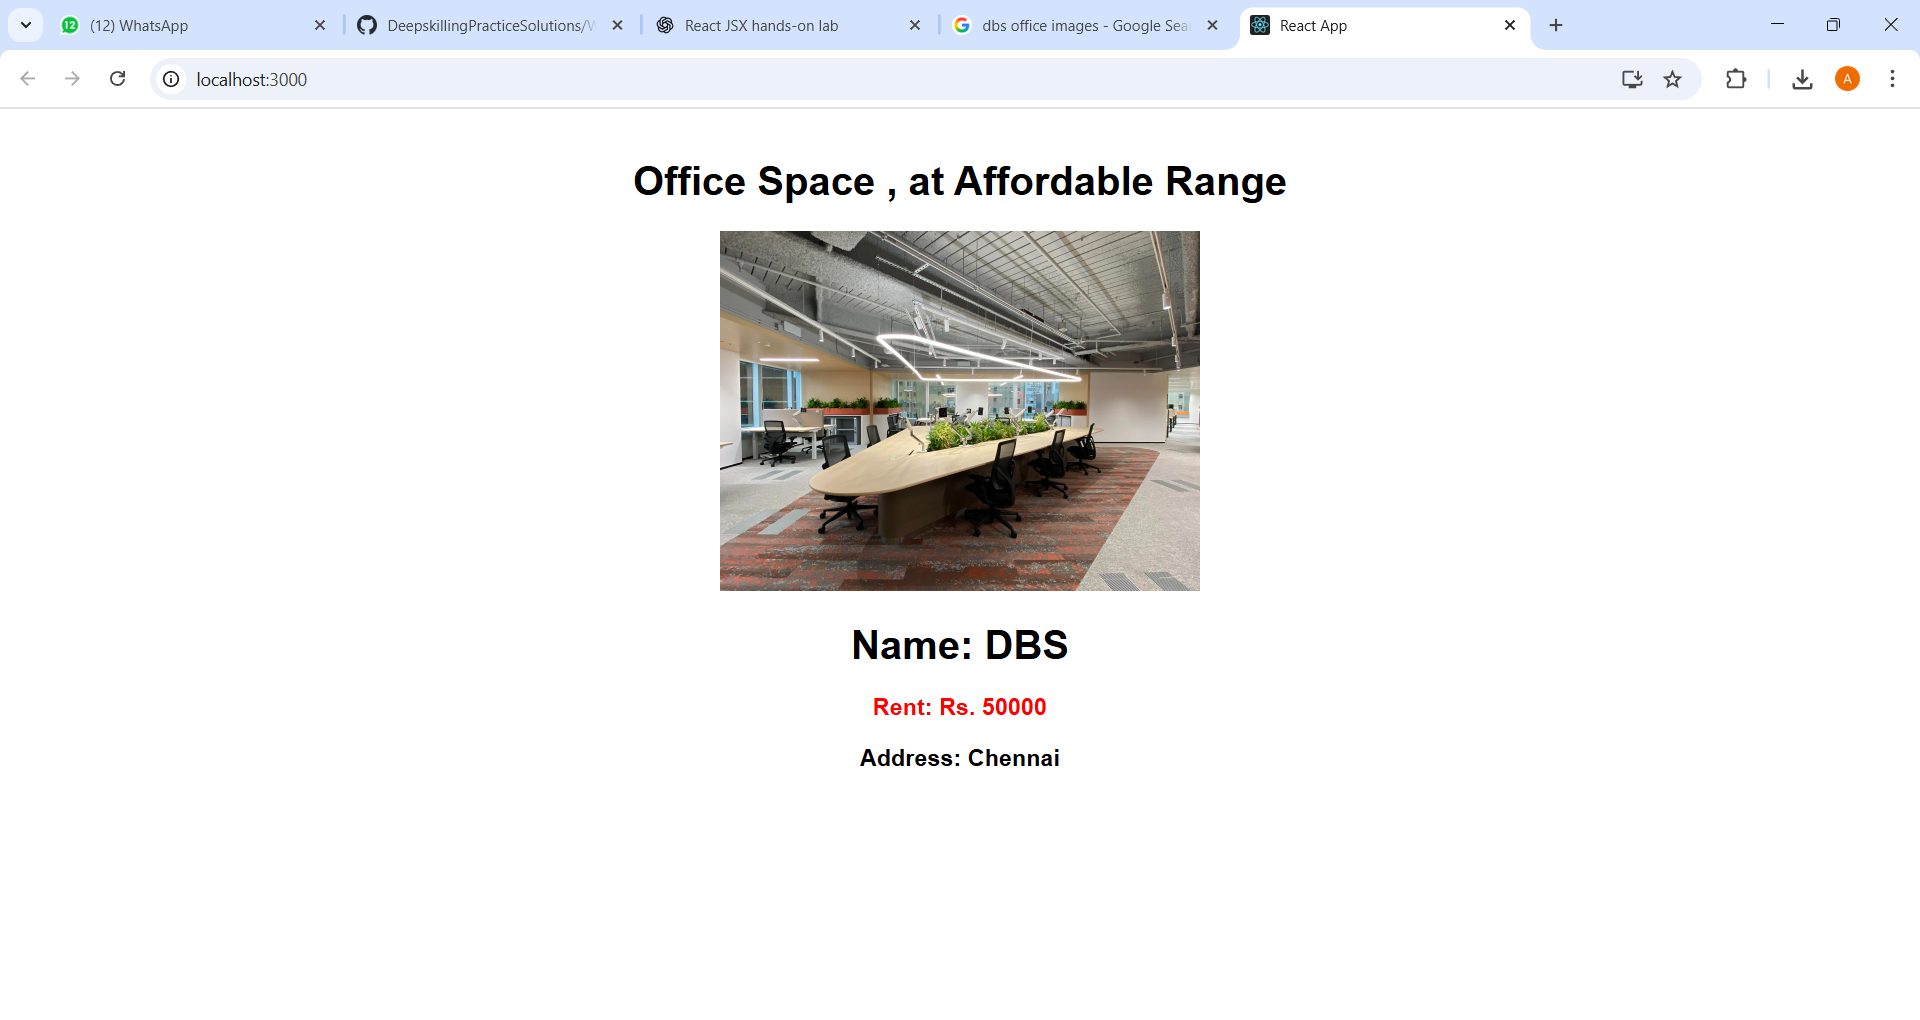 12 (12) WhatsApp
DeepskillingPracticeSolutions/W
React JSX hands-on lab
dbs office images - Google Sea
React App
localhost:3000
A
Office Space , at Affordable Range
Name: DBS
Rent: Rs. 50000
Address: Chennai